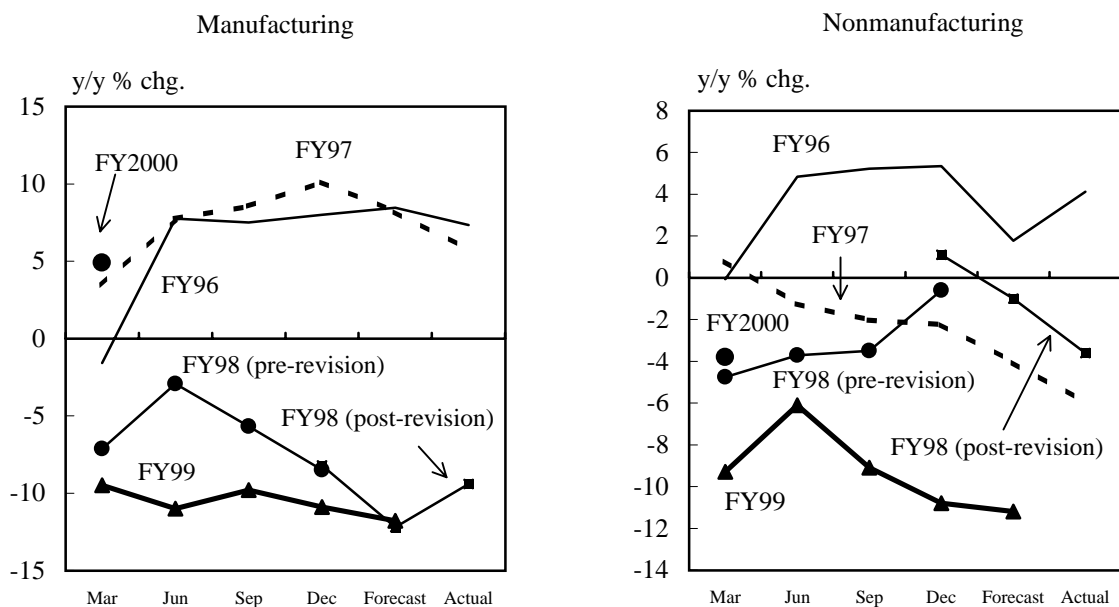 Manufacturing
y/y % chg.
15
10
5
0
-5
-10
-15
FY2000
FY97
FY96
FY98 (pre-revision)
FY98 (post-revision)
FY99
Mar Jun Sep Dec Forecast Actual
Nonmanufacturing
y/y % chg.
8
6
4
2
0
-2
-4
-6
-8
-10
-12
-14
FY96
FY97
FY2000
FY98 (pre-revision)
FY98 (post-revision)
FY99
Mar Jun Sep Dec Forecast Actual